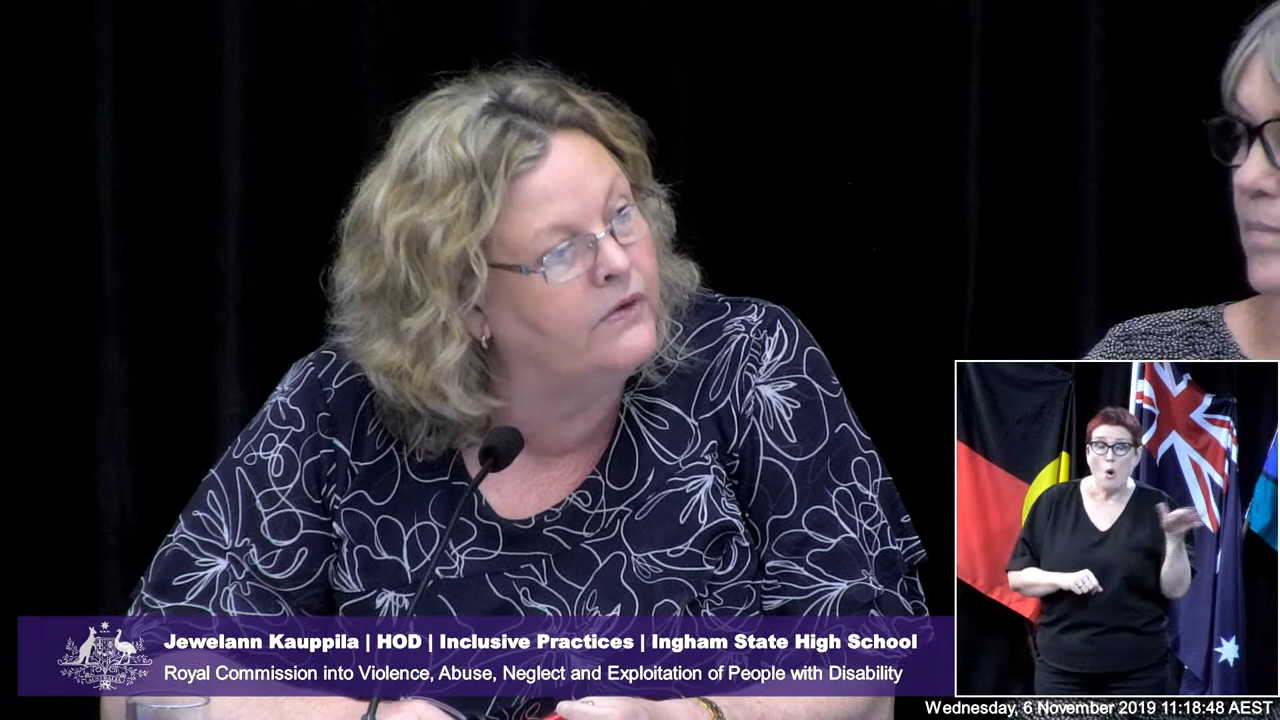 Jewelann Kauppila | HOD | Inclusive Practices | Ingham State High School
Royal Commission into Violence, Abuse, Neglect and Exploitation of People with Disability
Wednesday, 6 November 2019 11:18:48 AEST